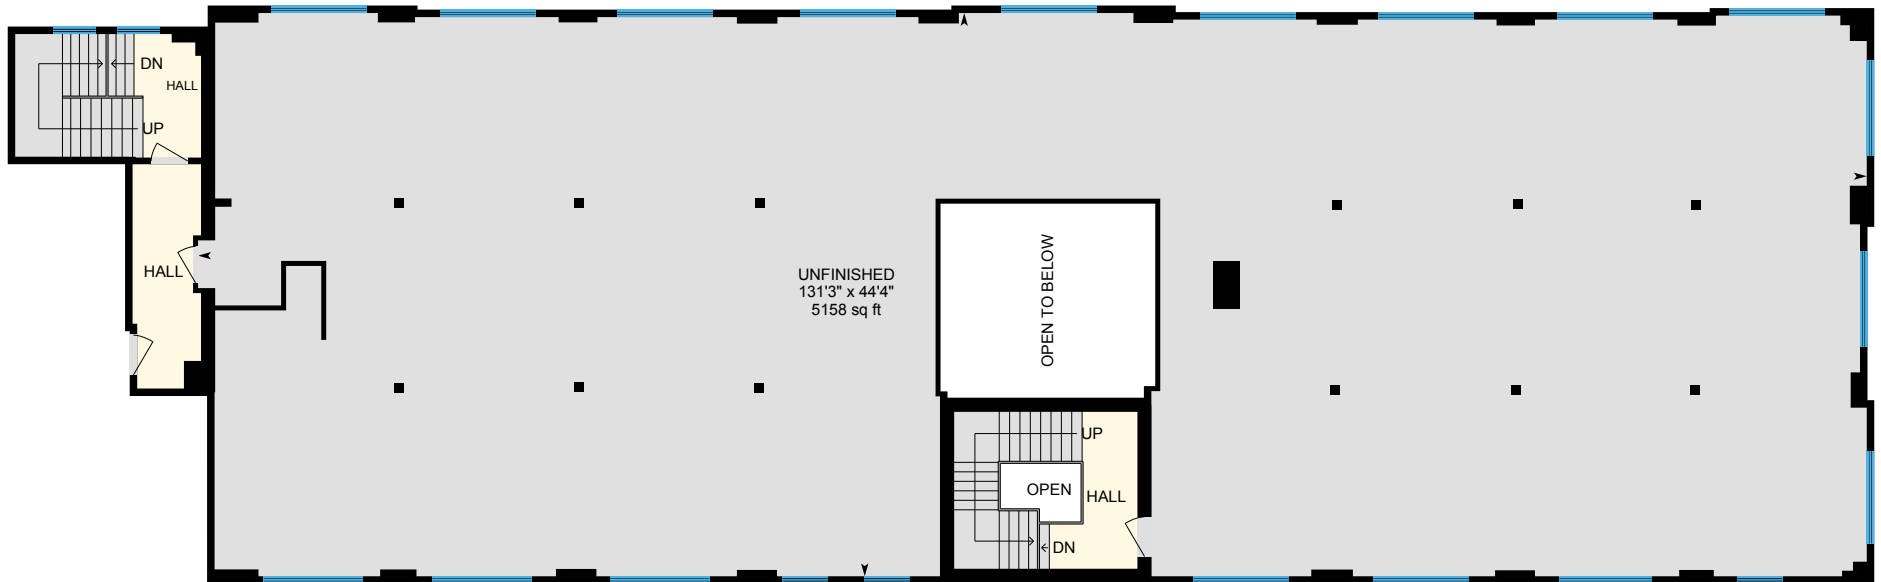 DN
HALL
UP
HALL
UNFINISHED
131'3" x 44'4"
5158 sq ft
OPEN TO BELOW
UP
OPEN
HALL
DN